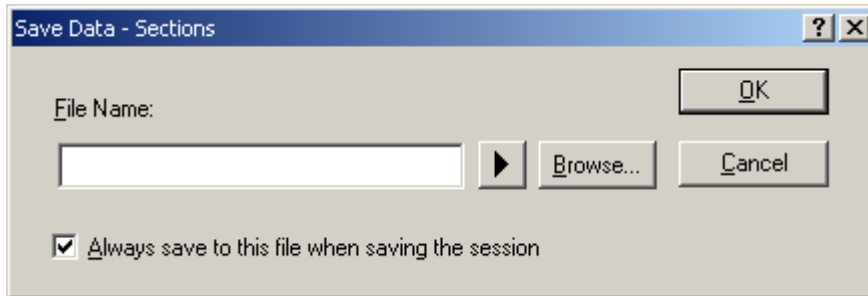 Save Data - Sections
OK
File Name:
Browse...
Cancel
Always save to this file when saving the session